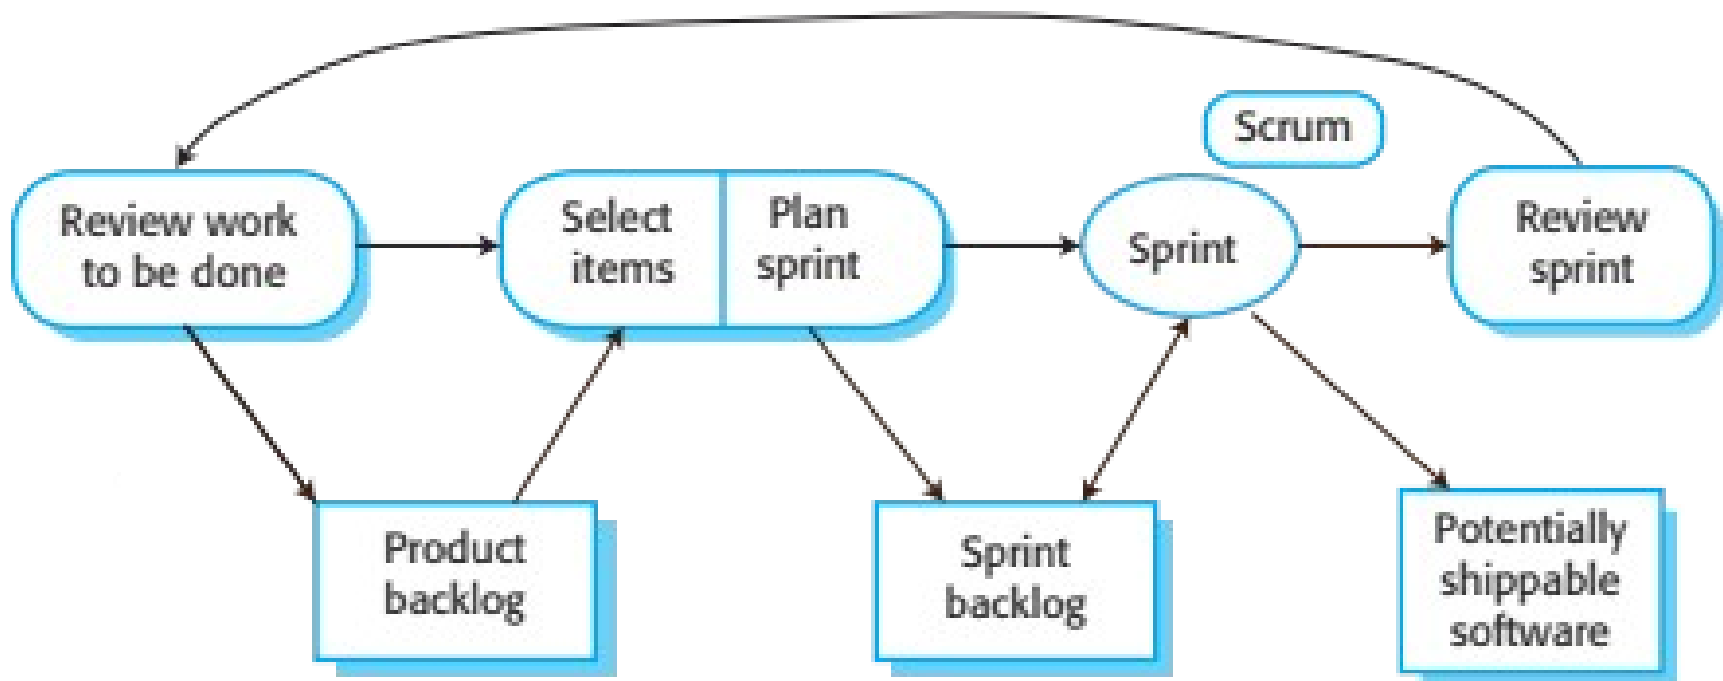 Scrum
Review work
to be done
Select
items
Plan
sprint
Sprint
Review
sprint
Product
backlog
Sprint
backlog
Potentially
shippable
software